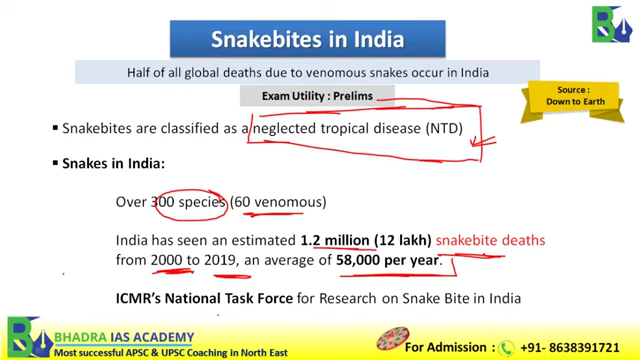 Snakebites in India
Half of all global deaths due to venomous snakes occur in India
Exam Utility : Prelims
Source :
Down to Earth
▪ Snakebites are classified as a neglected tropical disease (NTD)
▪ Snakes in India:
Over 300 species (60 venomous)
India has seen an estimated 1.2 million (12 lakh) snakebite deaths
from 2000 to 2019, an average of 58,000 per year.
ICMR's National Task Force for Research on Snake Bite in India
BHADRA IAS ACADEMY
Most successful APSC & UPSC Coaching in North East
For Admission : +91- 8638391721